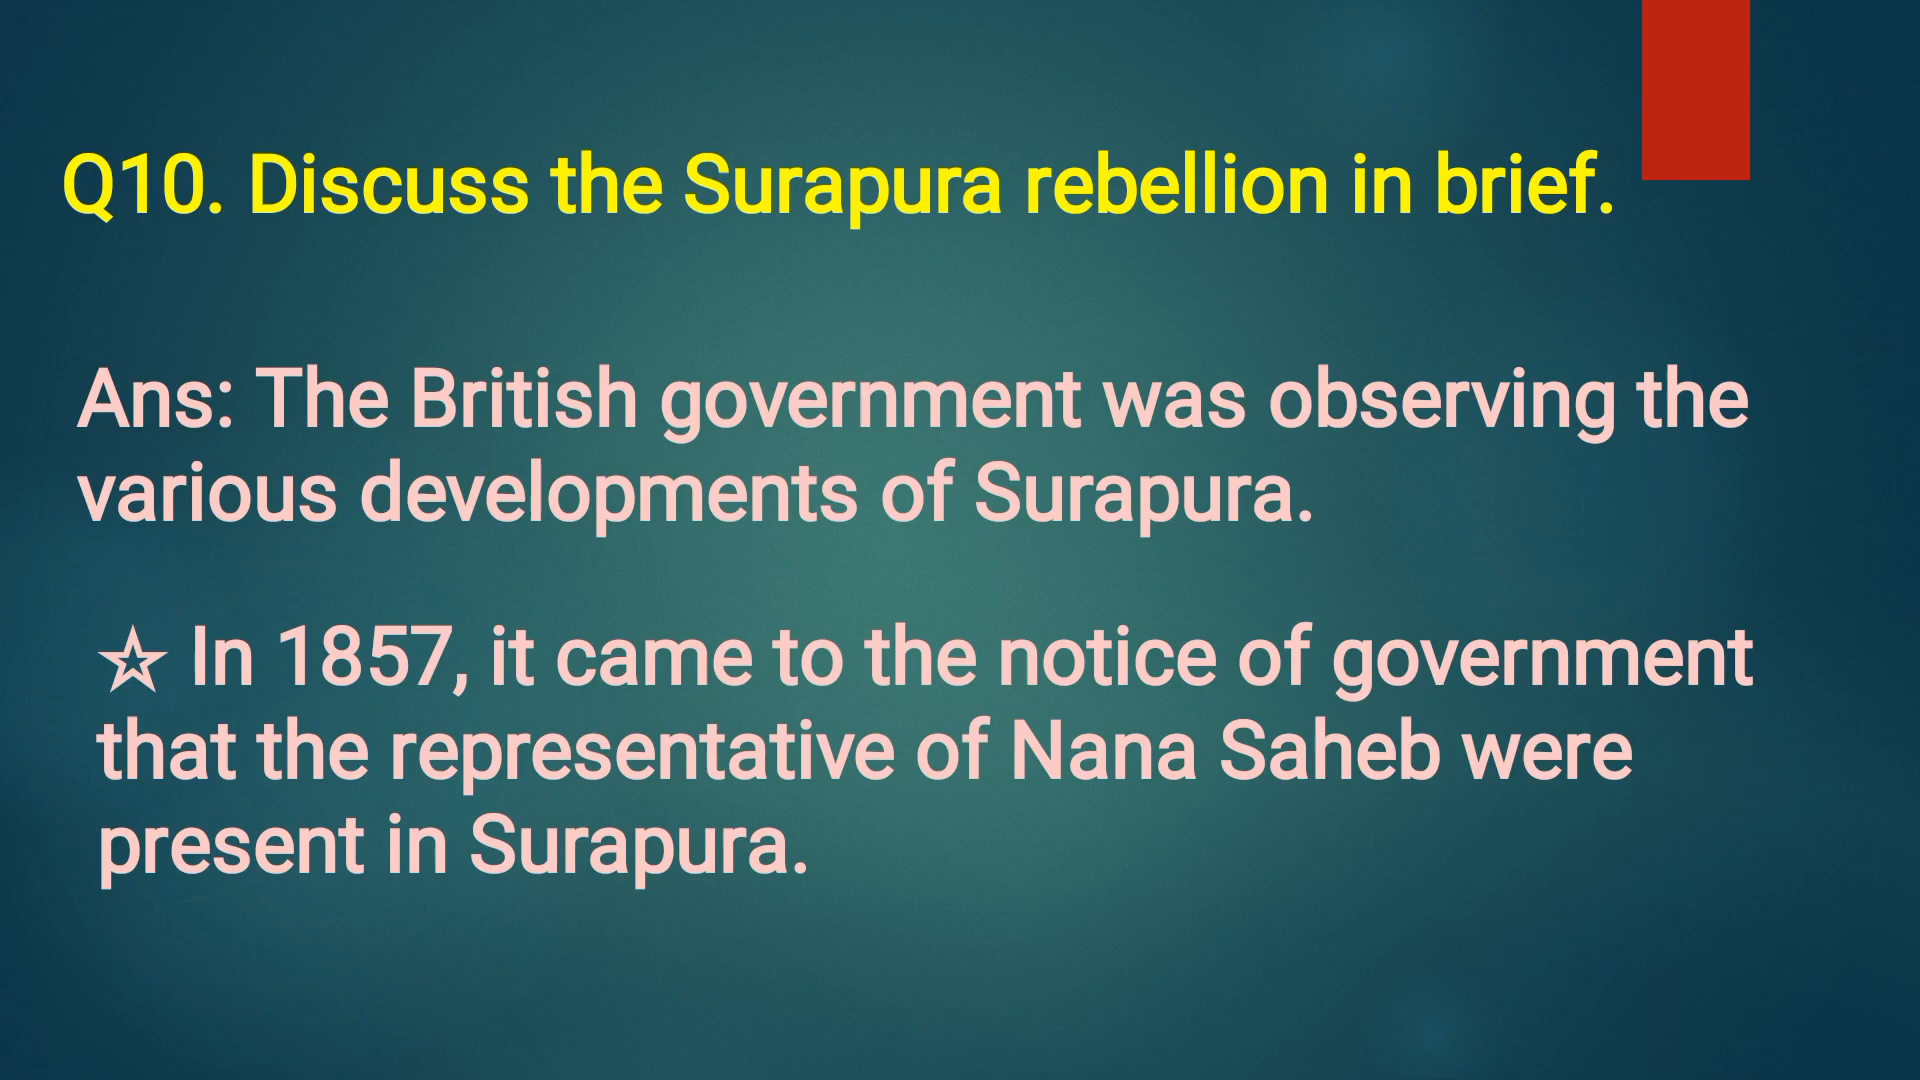 Q10. Discuss the Surapura rebellion in brief.
Ans: The British government was observing the
various developments of Surapura.
☆ In 1857, it came to the notice of government
that the representative of Nana Saheb were
present in Surapura.